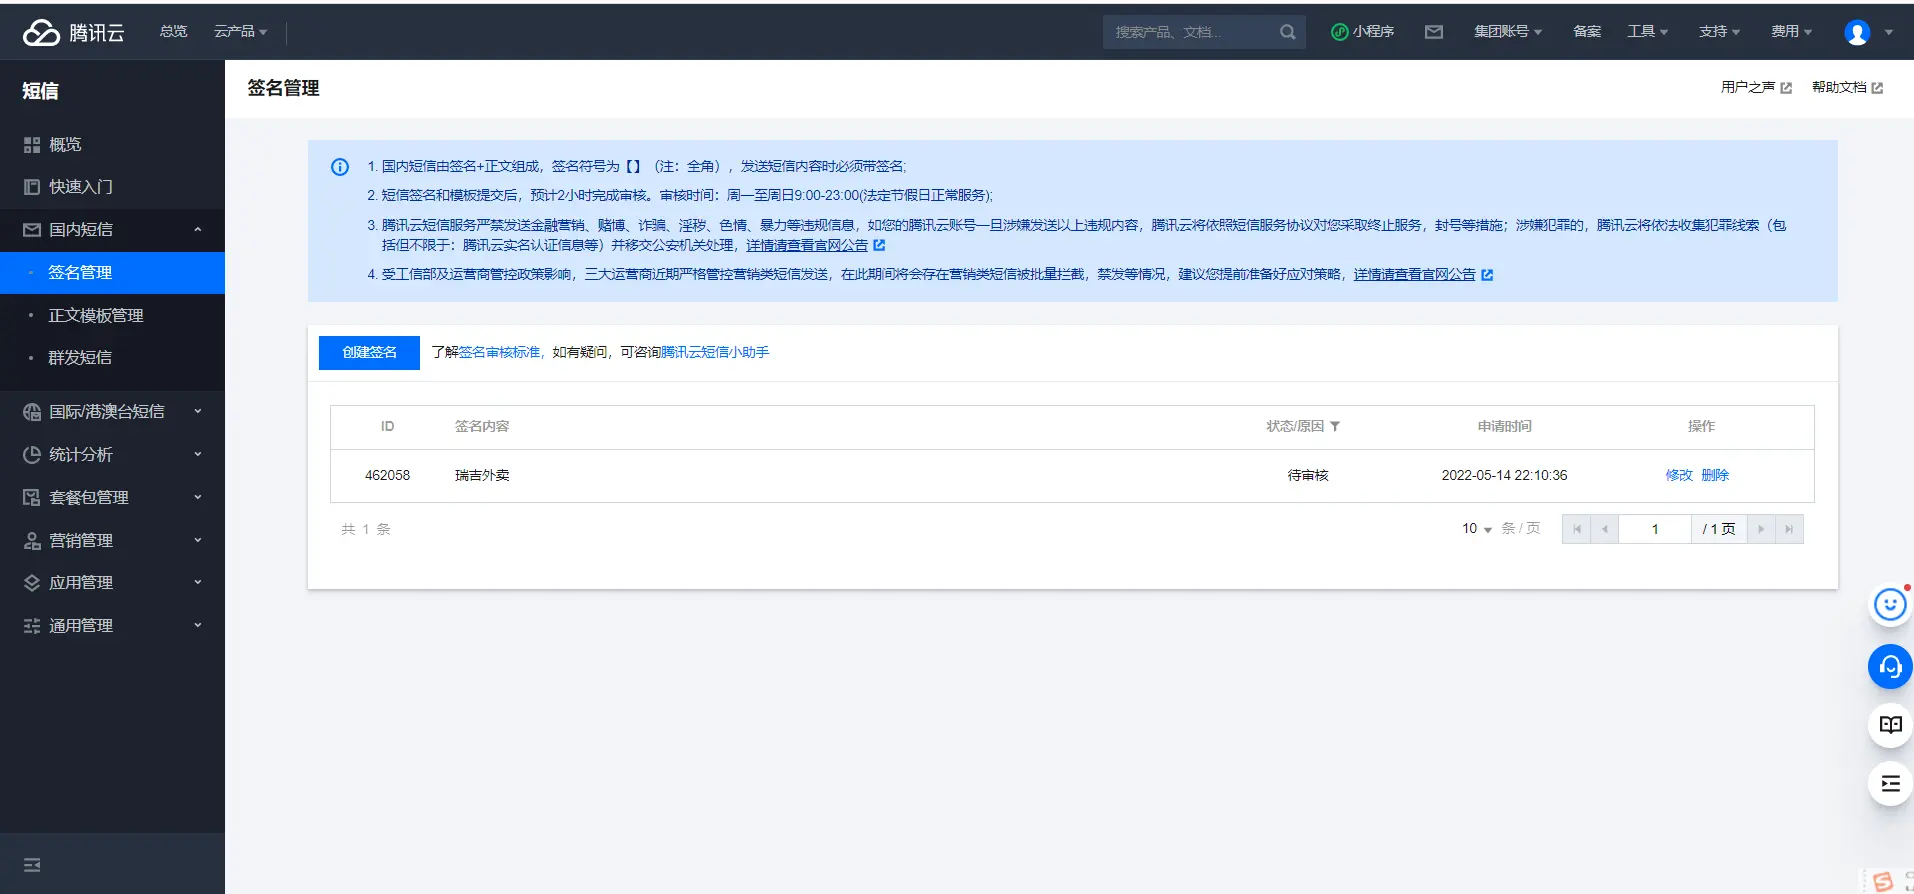 腾讯云 总览 云产品 搜索产品、文档... 小程序 集团账号 备案 工具 支持 费用
短信
概览
快速入门
国内短信
签名管理
正文模板管理
群发短信
国际/港澳台短信
统计分析
套餐包管理
营销管理
应用管理
通用管理
签名管理 用户之声 帮助文档
1. 国内短信由签名+正文组成，签名符号为【】（注：全角），发送短信内容时必须带签名;
2. 短信签名和模板提交后，预计2小时完成审核。审核时间：周一至周日9:00-23:00(法定节假日正常服务);
3. 腾讯云短信服务严禁发送金融营销、赌博、诈骗、淫秽、色情、暴力等违规信息，如您的腾讯云账号一旦涉嫌发送以上违规内容，腾讯云将依照短信服务协议对您采取终止服务，封号等措施；涉嫌犯罪的，腾讯云将依法收集犯罪线索（包
括但不限于：腾讯云实名认证信息等）并移交公安机关处理，详情请查看官网公告
4. 受工信部及运营商管控政策影响，三大运营商近期严格管控营销类短信发送，在此期间将会存在营销类短信被批量拦截，禁发等情况，建议您提前准备好应对策略，详情请查看官网公告
创建签名 了解签名审核标准，如有疑问，可咨询腾讯云短信小助手
ID 签名内容 状态/原因 申请时间 操作
462058 瑞吉外卖 待审核 2022-05-14 22:10:36 修改 删除
共 1 条 10 条 / 页 1 / 1 页